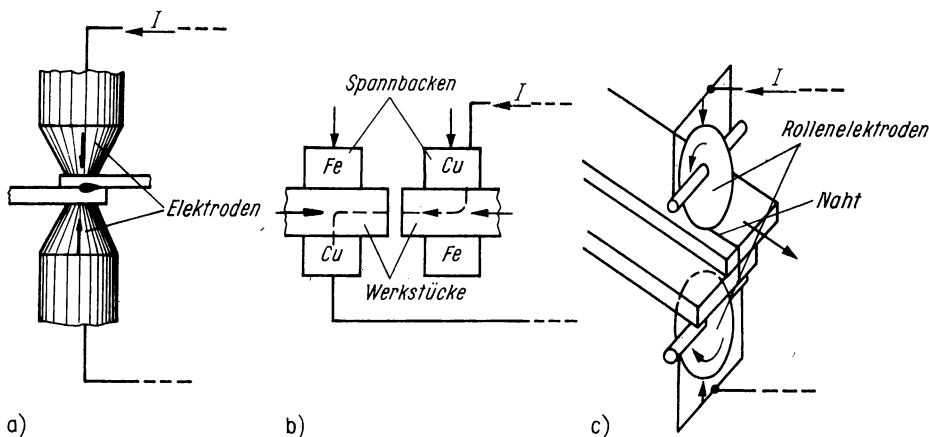 I
Elektroden
a)
Spannbacken
I
Fe
Cu
Cu
Fe
Werkstücke
b)
I
Rollenelektroden
Naht
c)